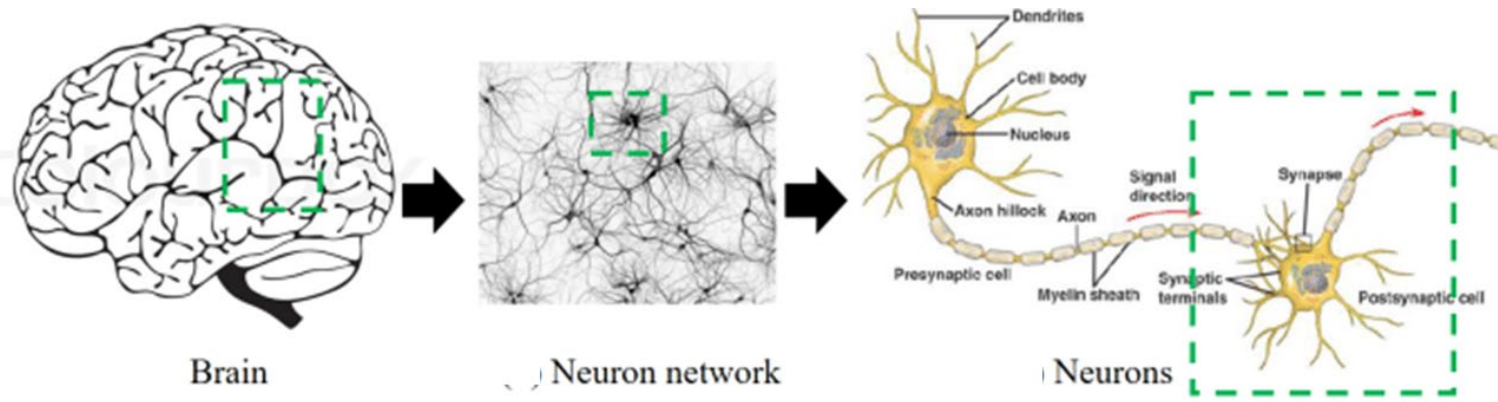 Dendrites
Cell body
Nucleus
Axon hillock
Axon
Signal
direction
Synapse
Presynaptic cell
Myelin sheath
Synaptic
terminals
Postsynaptic cell
Brain
Neuron network
Neurons